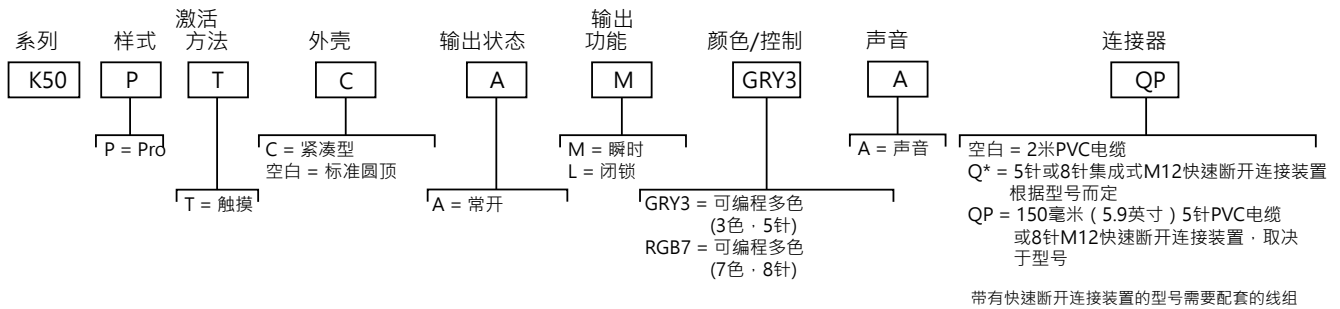 系列
样式
激活
方法
外壳
输出状态
输出
功能
颜色/控制
声音
连接器
K50
P
T
C
A
M
GRY3
A
QP
P = Pro
T = 触摸
C = 紧凑型
空白 = 标准圆顶
A = 常开
M = 瞬时
L = 闭锁
GRY3 = 可编程多色
(3色，5针)
RGB7 = 可编程多色
(7色，8针)
A = 声音
空白 = 2米PVC电缆
Q* = 5针或8针集成式M12快速断开连接装置
根据型号而定
QP = 150毫米（5.9英寸）5针PVC电缆
或8针M12快速断开连接装置，取决
于型号
带有快速断开连接装置的型号需要配套的线组